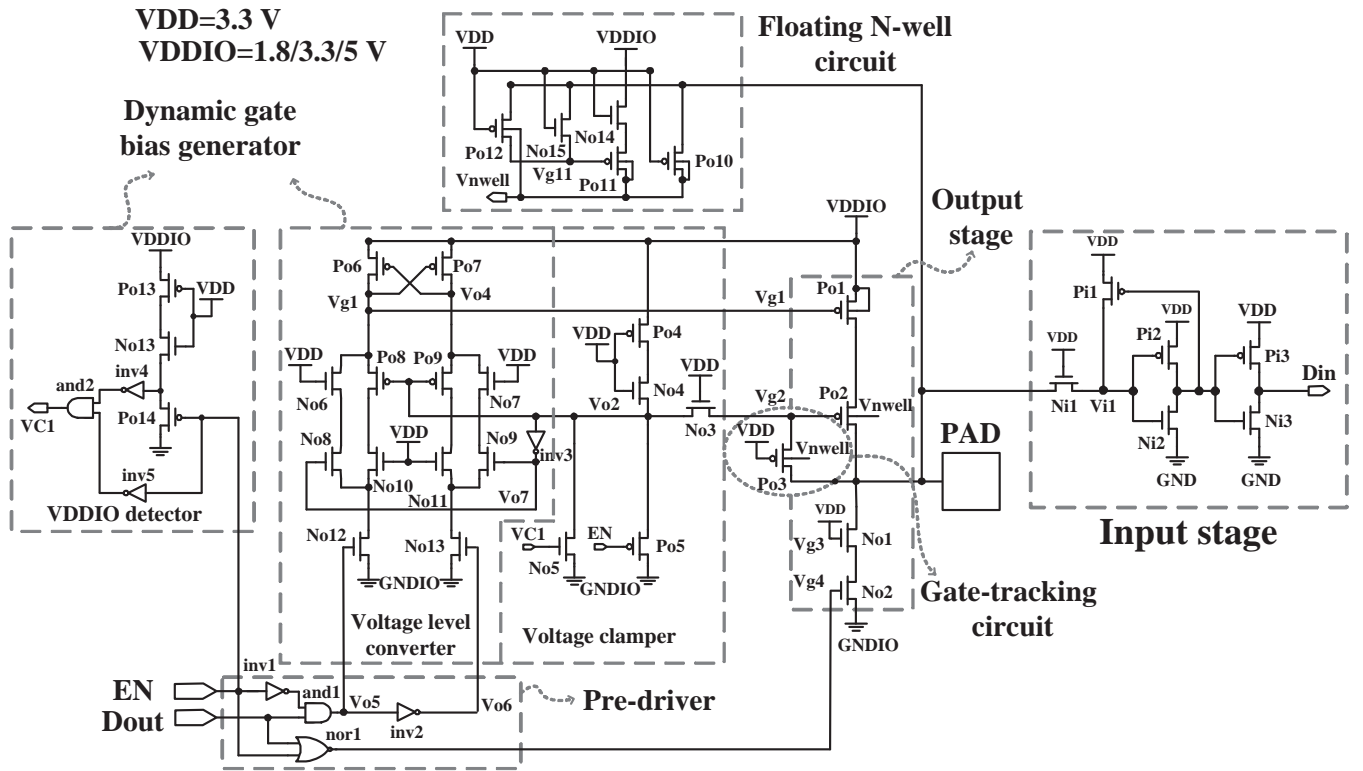 VDD=3.3 V
VDDIO=1.8/3.3/5 V
Floating N-well
circuit
VDD
VDDIO
Po12
No15
No14
Po11
Po10
Vg11
Vnwell
Dynamic gate
bias generator
VDDIO
Po13
VDD
No13
and2
inv4
VC1
Po14
inv5
VDDIO detector
Po6
Po7
Vg1
Vo4
VDD
Po8
Po9
VDD
No6
No7
No8
VDD
No9
inv3
No10
No11
Vo7
No12
No13
GNDIO
Voltage level
converter
VDD
Po4
No4
Vo2
VDD
No3
VC1
No5
EN
Po5
GNDIO
Voltage clamper
VDDIO
Output
stage
Vg1
Po1
Vg2
Po2
Vnwell
VDD
Vnwell
Po3
PAD
VDD
Vg3
No1
Vg4
No2
GNDIO
Gate-tracking
circuit
VDD
Pi1
VDD
Pi2
VDD
Pi3
VDD
Ni1
Vi1
Ni2
Ni3
Din
GND
GND
Input stage
EN
Dout
inv1
and1
Vo5
inv2
Vo6
nor1
Pre-driver